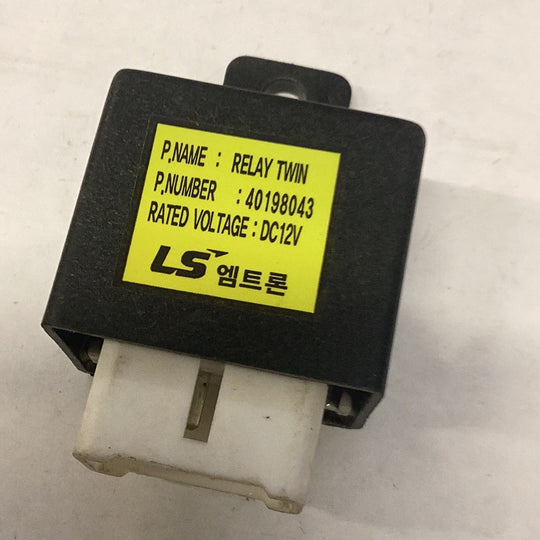 P.NAME : RELAY TWIN
P.NUMBER : 40198043
RATED VOLTAGE : DC12V
LS 엠트론